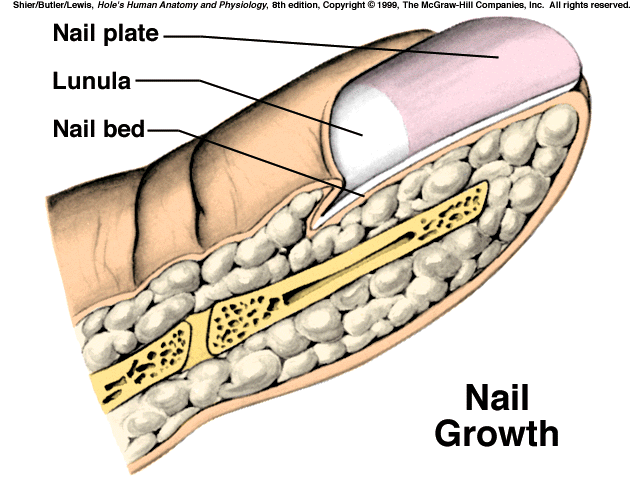 Shier/Butler/Lewis, Hole's Human Anatomy and Physiology, 8th edition, Copyright © 1999, The McGraw-Hill Companies, Inc. All rights reserved.
Nail plate
Lunula
Nail bed
Nail
Growth